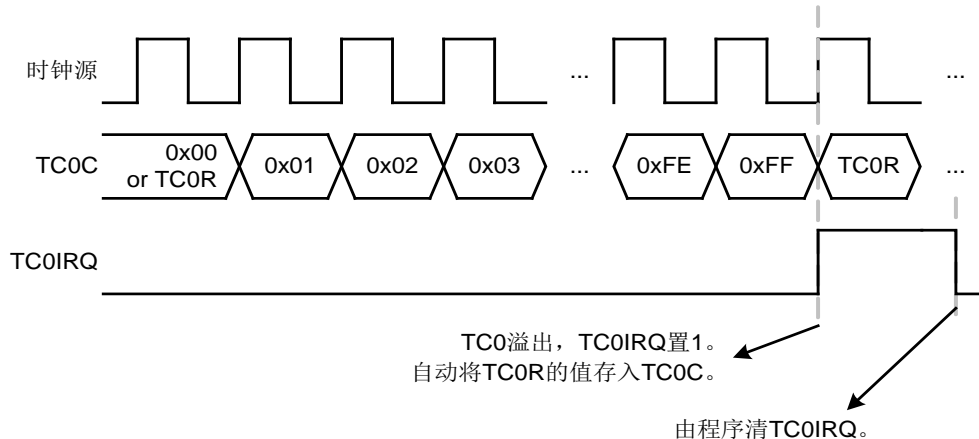 时钟源
...
...
TC0C
0x00
or TC0R
0x01
0x02
0x03
...
0xFE
0xFF
TC0R
...
TC0IRQ
TC0溢出，TC0IRQ置1。
自动将TC0R的值存入TC0C。
由程序清TC0IRQ。